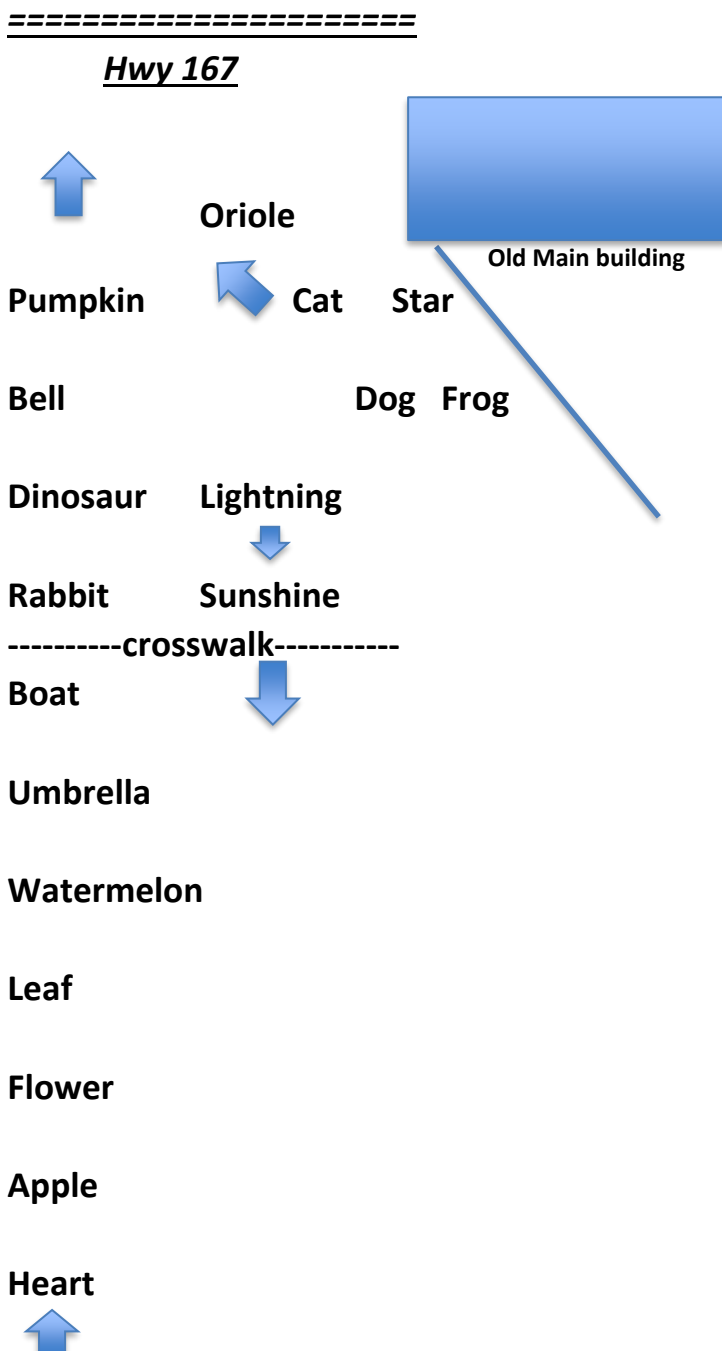 ======================
Hwy 167
Oriole
Old Main building
Pumpkin Cat Star
Bell Dog Frog
Dinosaur Lightning
Rabbit Sunshine
----------crosswalk-----------
Boat
Umbrella
Watermelon
Leaf
Flower
Apple
Heart